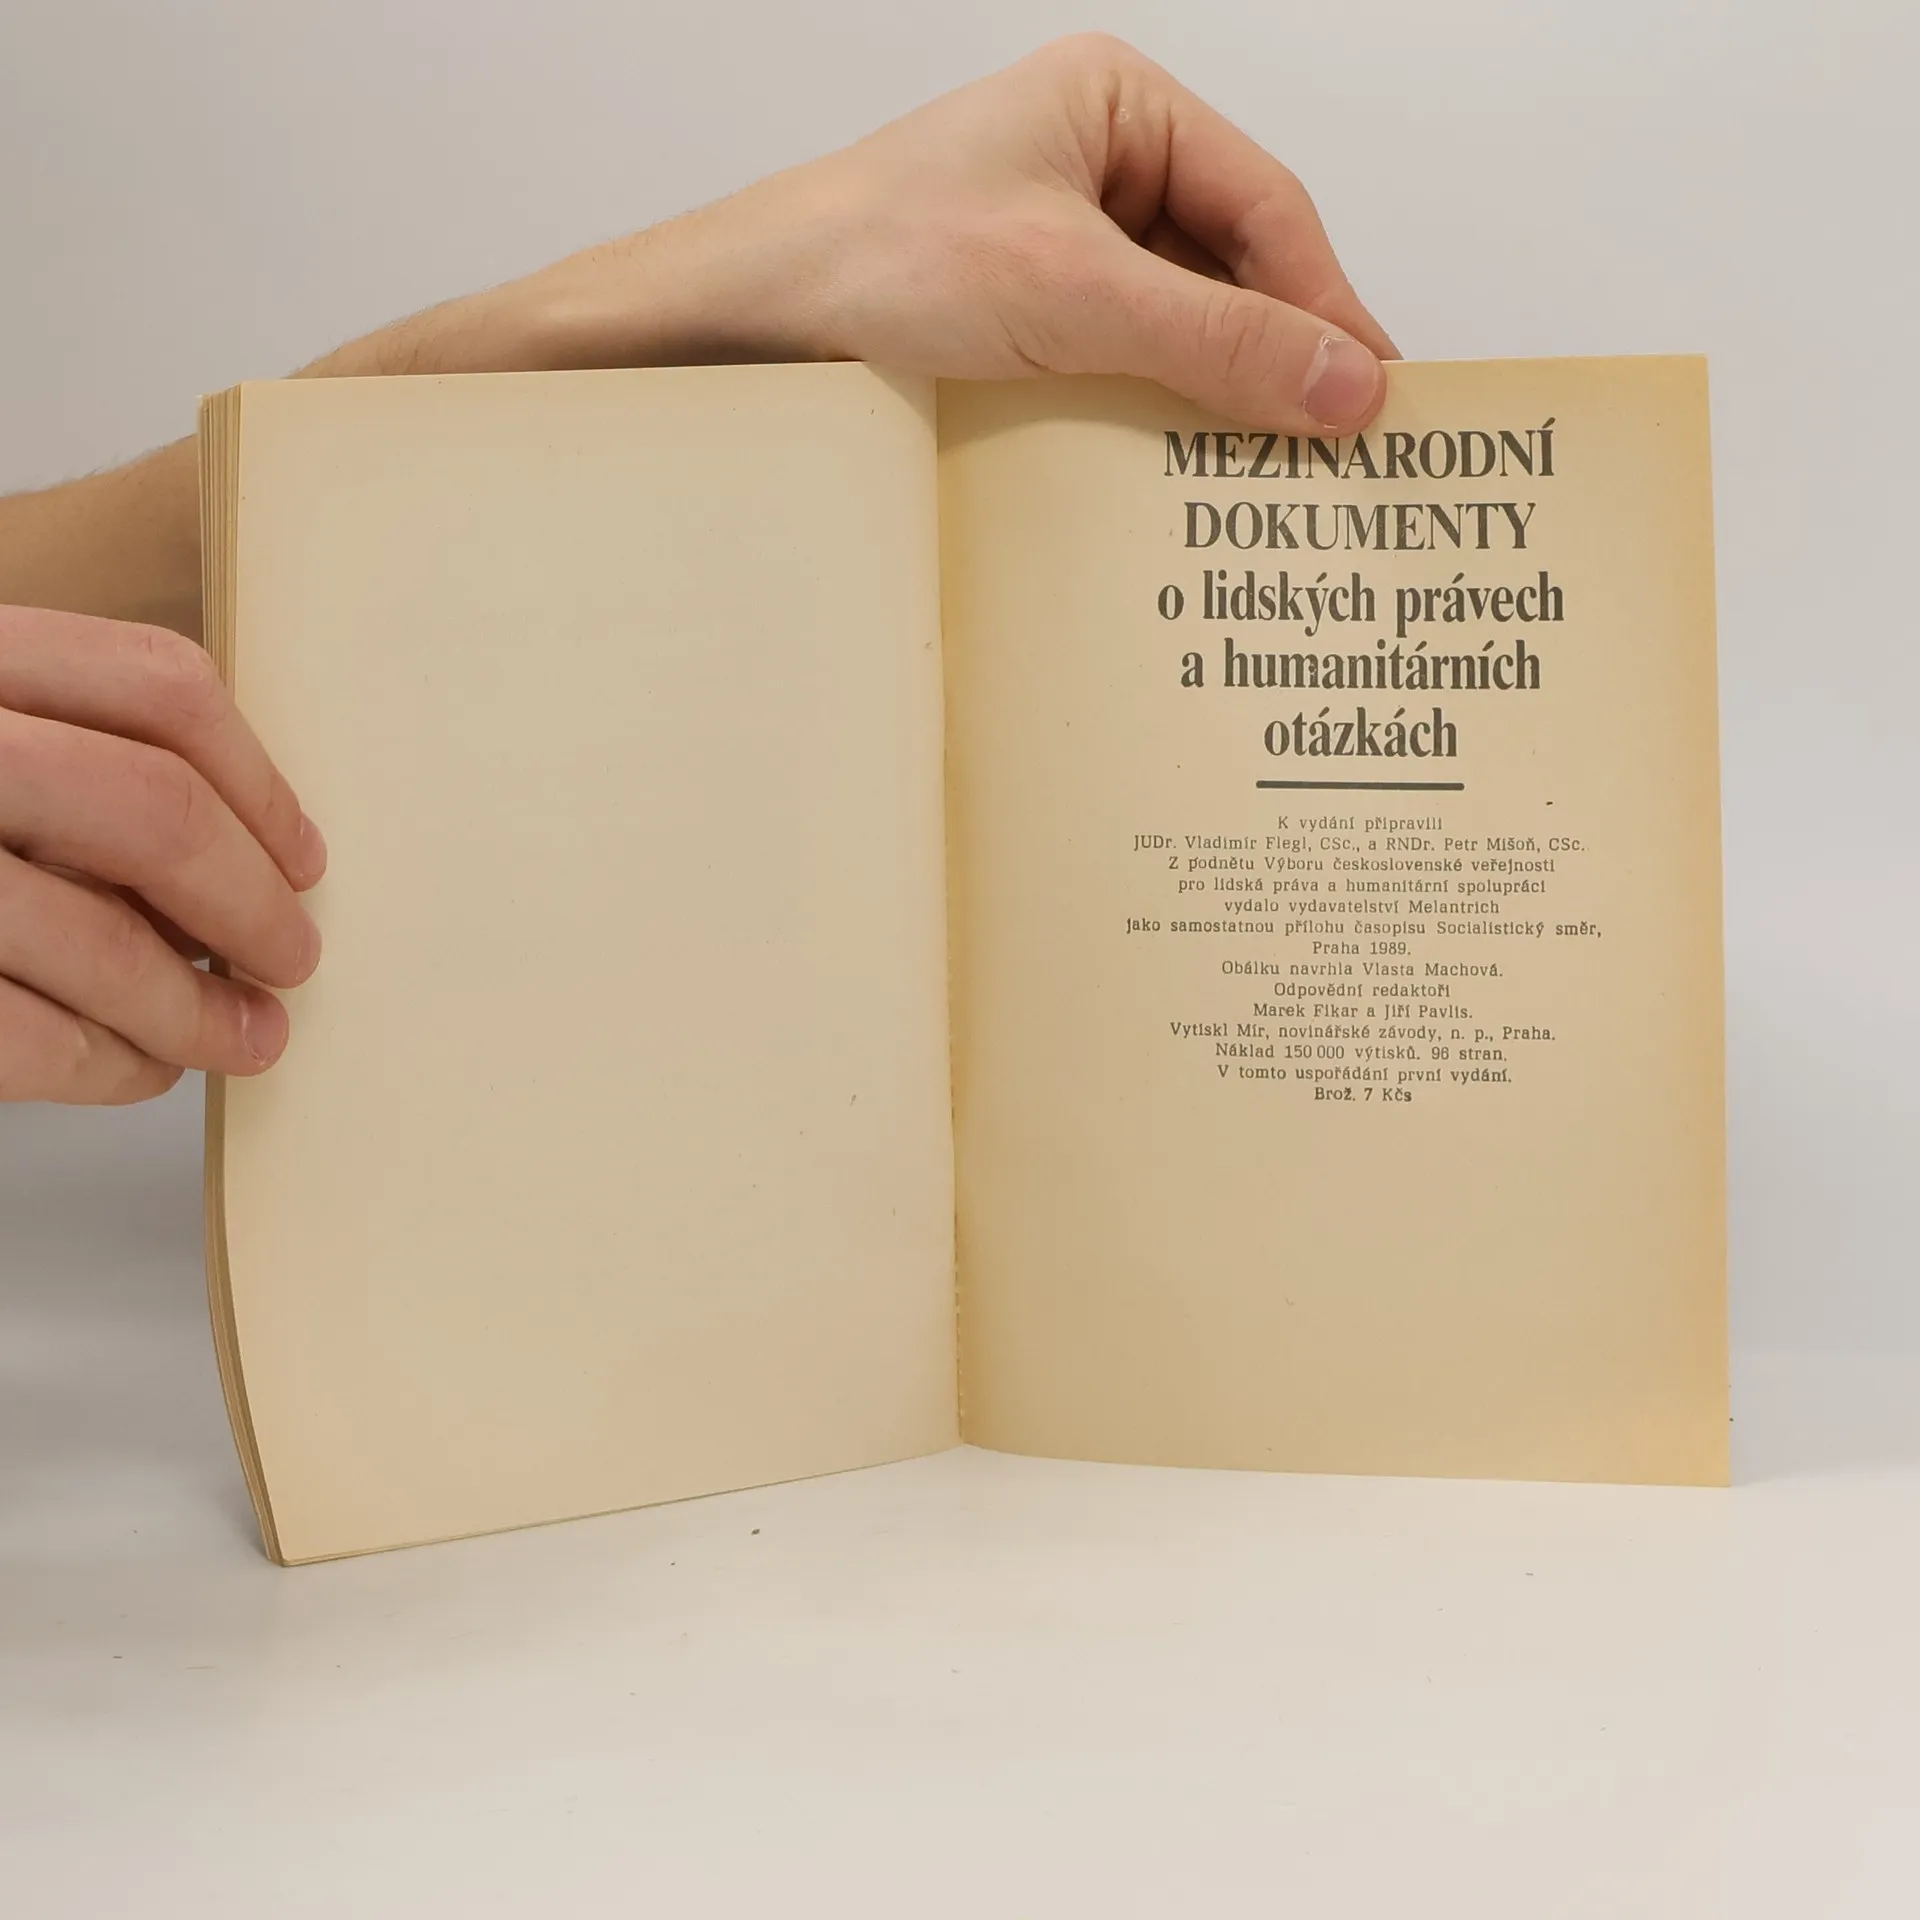 MEZINÁRODNÍ
DOKUMENTY
o lidských právech
a humanitárních
otázkách
K vydání připravili
JUDr. Vladimír Flegl, CSc., a RNDr. Petr Mišoň, CSc.
Z podnětu Výboru československé veřejnosti
pro lidská práva a humanitární spolupráci
vydalo vydavatelství Melantrich
jako samostatnou přílohu časopisu Socialistický směr,
Praha 1989.
Obálku navrhla Vlasta Machová.
Odpovědní redaktoři
Marek Fikar a Jiří Pavlis.
Vytiskl Mír, novinářské závody, n. p., Praha.
Náklad 150 000 výtisků. 96 stran.
V tomto uspořádání první vydání.
Brož. 7 Kčs